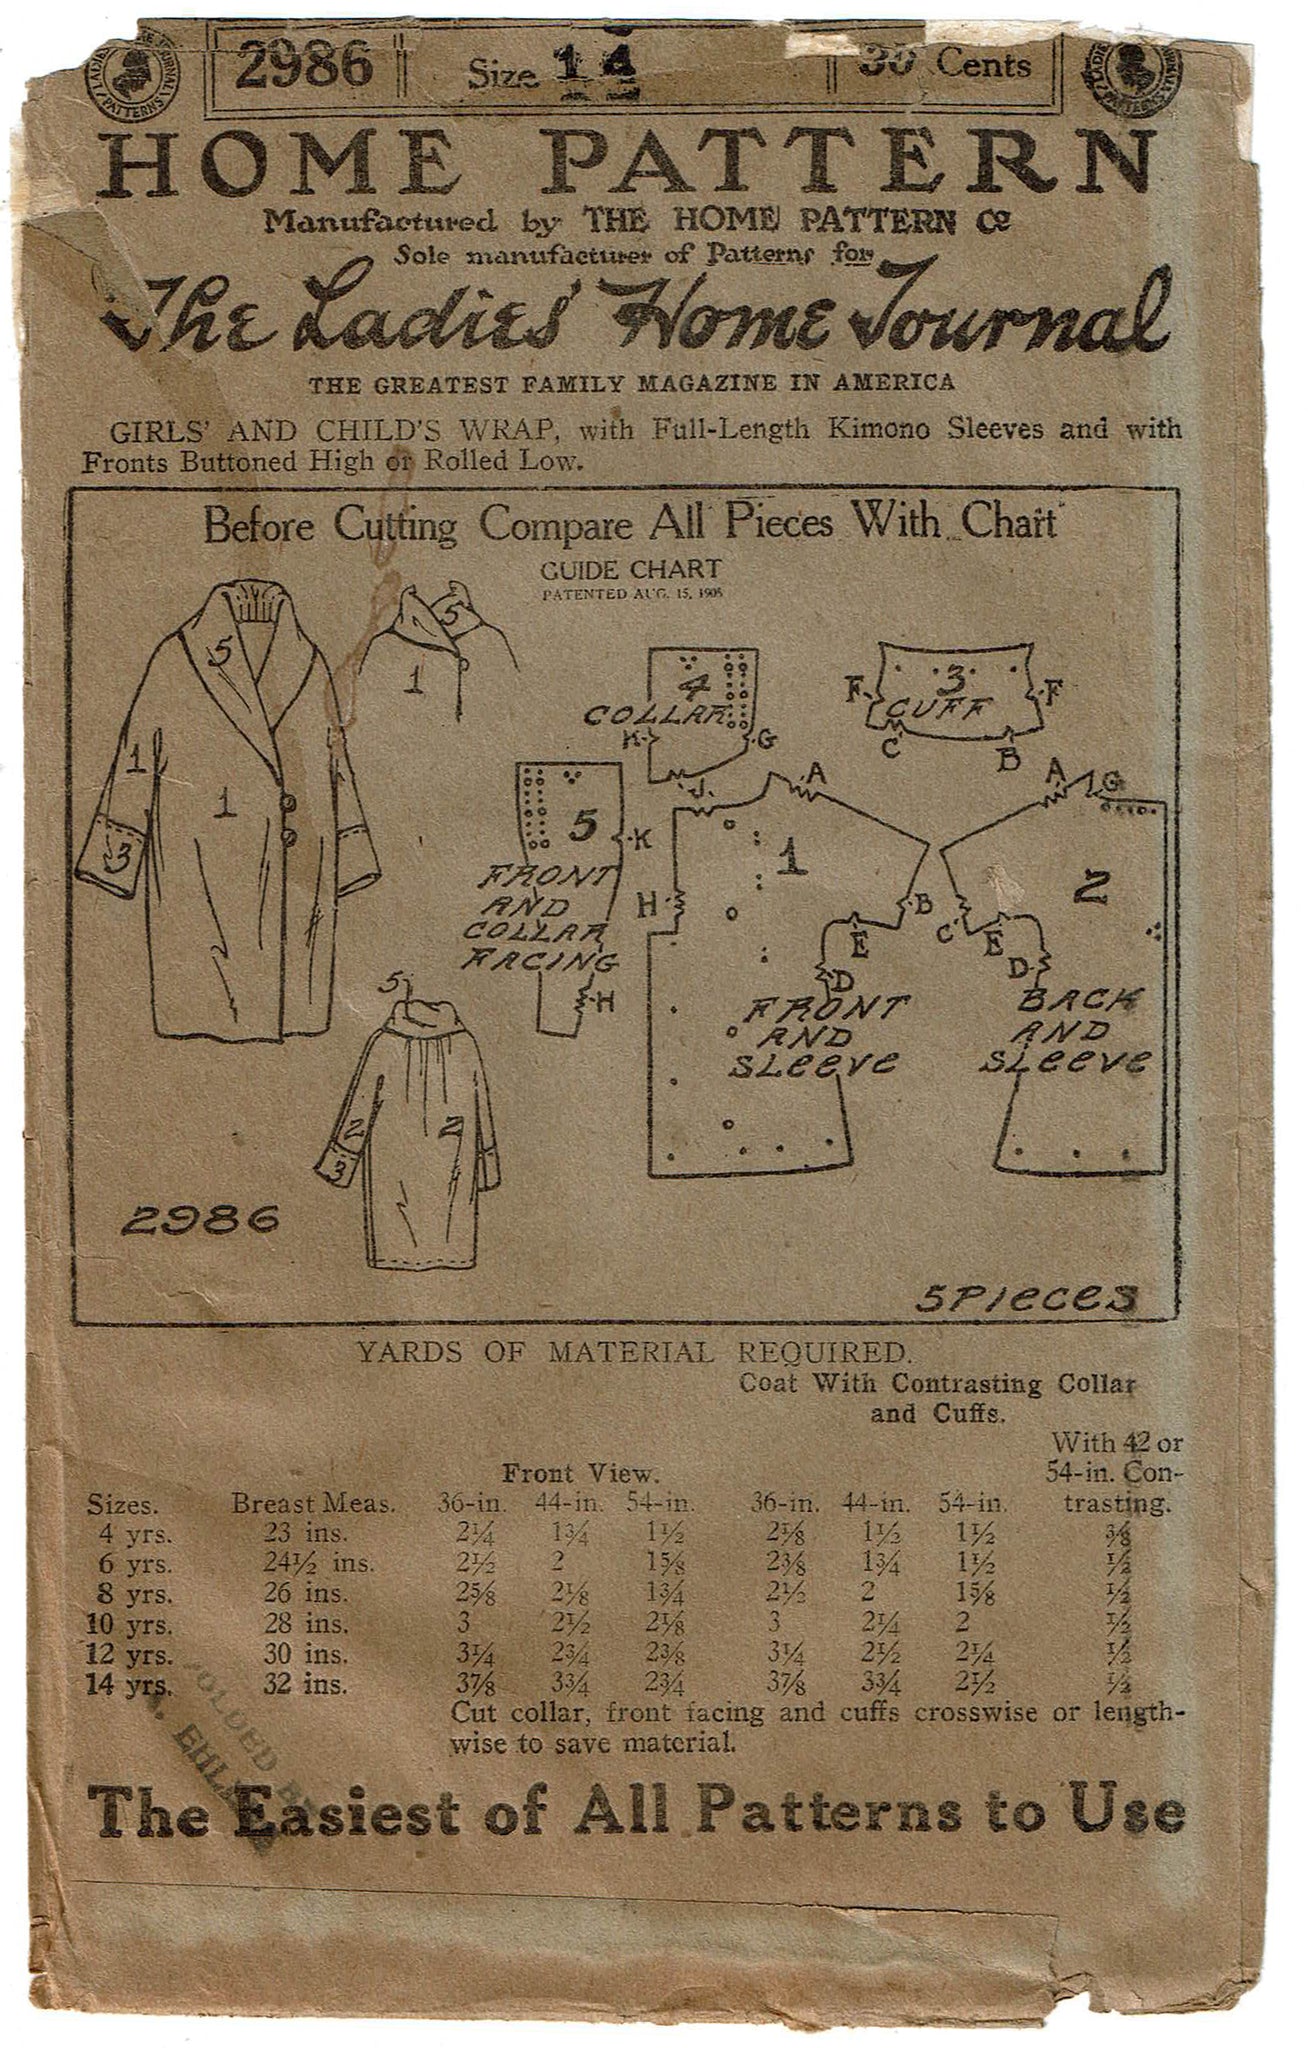 2986 Size 14 30 Cents
HOME PATTERN
Manufactured by THE HOME PATTERN Co
Sole manufacturer of Patterns for
The Ladies' Home Journal
THE GREATEST FAMILY MAGAZINE IN AMERICA
GIRLS' AND CHILD'S WRAP, with Full-Length Kimono Sleeves and with
Fronts Buttoned High or Rolled Low.
Before Cutting Compare All Pieces With Chart
GUIDE CHART
PATENTED AUG. 15, 1905
5
1
1
3
5
1
4
COLLAR
K G
J
3
CUFF
F F
C B
5
K
FRONT
AND
COLLAR
FACING
H
A
1
H
B
E
D
FRONT
AND
SLEEVE
A G
2
C E
D
BACK
AND
SLEEVE
5
2 2
3
2986
5 PIECES
YARDS OF MATERIAL REQUIRED.
Coat With Contrasting Collar
and Cuffs.
With 42 or
Front View. 54-in. Con-
Sizes. Breast Meas. 36-in. 44-in. 54-in. 36-in. 44-in. 54-in. trasting.
4 yrs. 23 ins. 2¼ 1¾ 1½ 2⅛ 1½ 1½ ⅜
6 yrs. 24½ ins. 2½ 2 1⅝ 2⅜ 1¾ 1½ ½
8 yrs. 26 ins. 2⅝ 2⅛ 1¾ 2½ 2 1⅝ ½
10 yrs. 28 ins. 3 2½ 2⅛ 3 2¼ 2 ½
12 yrs. 30 ins. 3¼ 2¾ 2⅜ 3¼ 2½ 2¼ ½
14 yrs. 32 ins. 3⅞ 3¾ 2¾ 3⅞ 3¾ 2½ ½
Cut collar, front facing and cuffs crosswise or length-
wise to save material.
The Easiest of All Patterns to Use